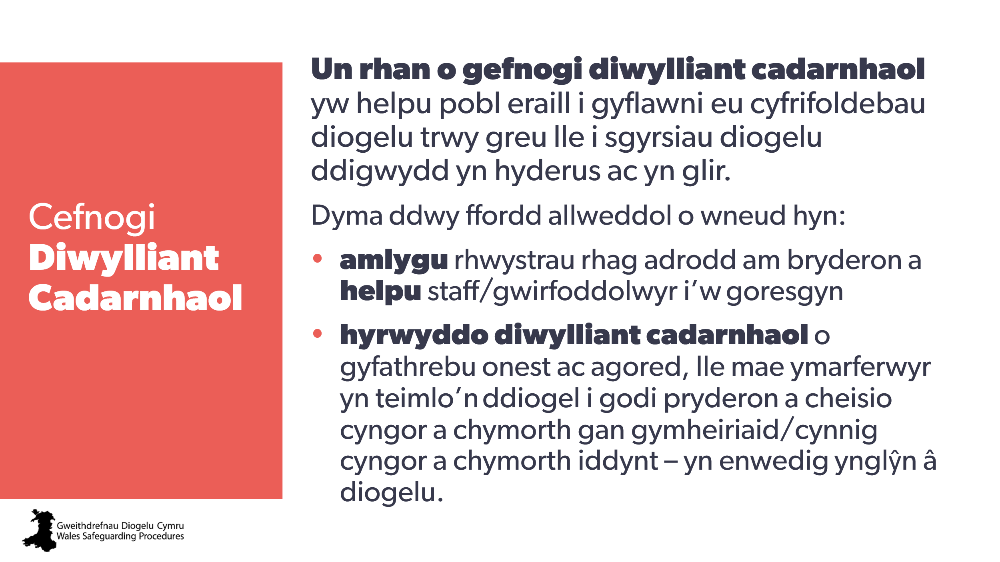 Cefnogi
Diwylliant
Cadarnhaol
Un rhan o gefnogi diwylliant cadarnhaol
yw helpu pobl eraill i gyflawni eu cyfrifoldebau
diogelu trwy greu lle i sgyrsiau diogelu
ddigwydd yn hyderus ac yn glir.
Dyma ddwy ffordd allweddol o wneud hyn:
• amlygu rhwystrau rhag adrodd am bryderon a
helpu staff/gwirfoddolwyr i’w goresgyn
• hyrwyddo diwylliant cadarnhaol o
gyfathrebu onest ac agored, lle mae ymarferwyr
yn teimlo’n ddiogel i godi pryderon a cheisio
cyngor a chymorth gan gymheiriaid/cynnig
cyngor a chymorth iddynt – yn enwedig ynglŷn â
diogelu.
Gweithdrefnau Diogelu Cymru
Wales Safeguarding Procedures